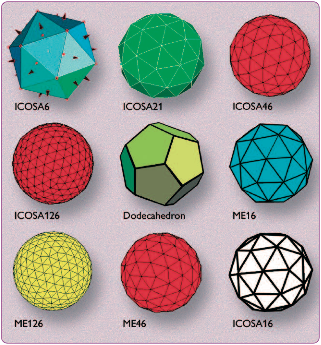 ICOSA6
ICOSA21
ICOSA46
ICOSA126
Dodecahedron
ME16
ME126
ME46
ICOSA16